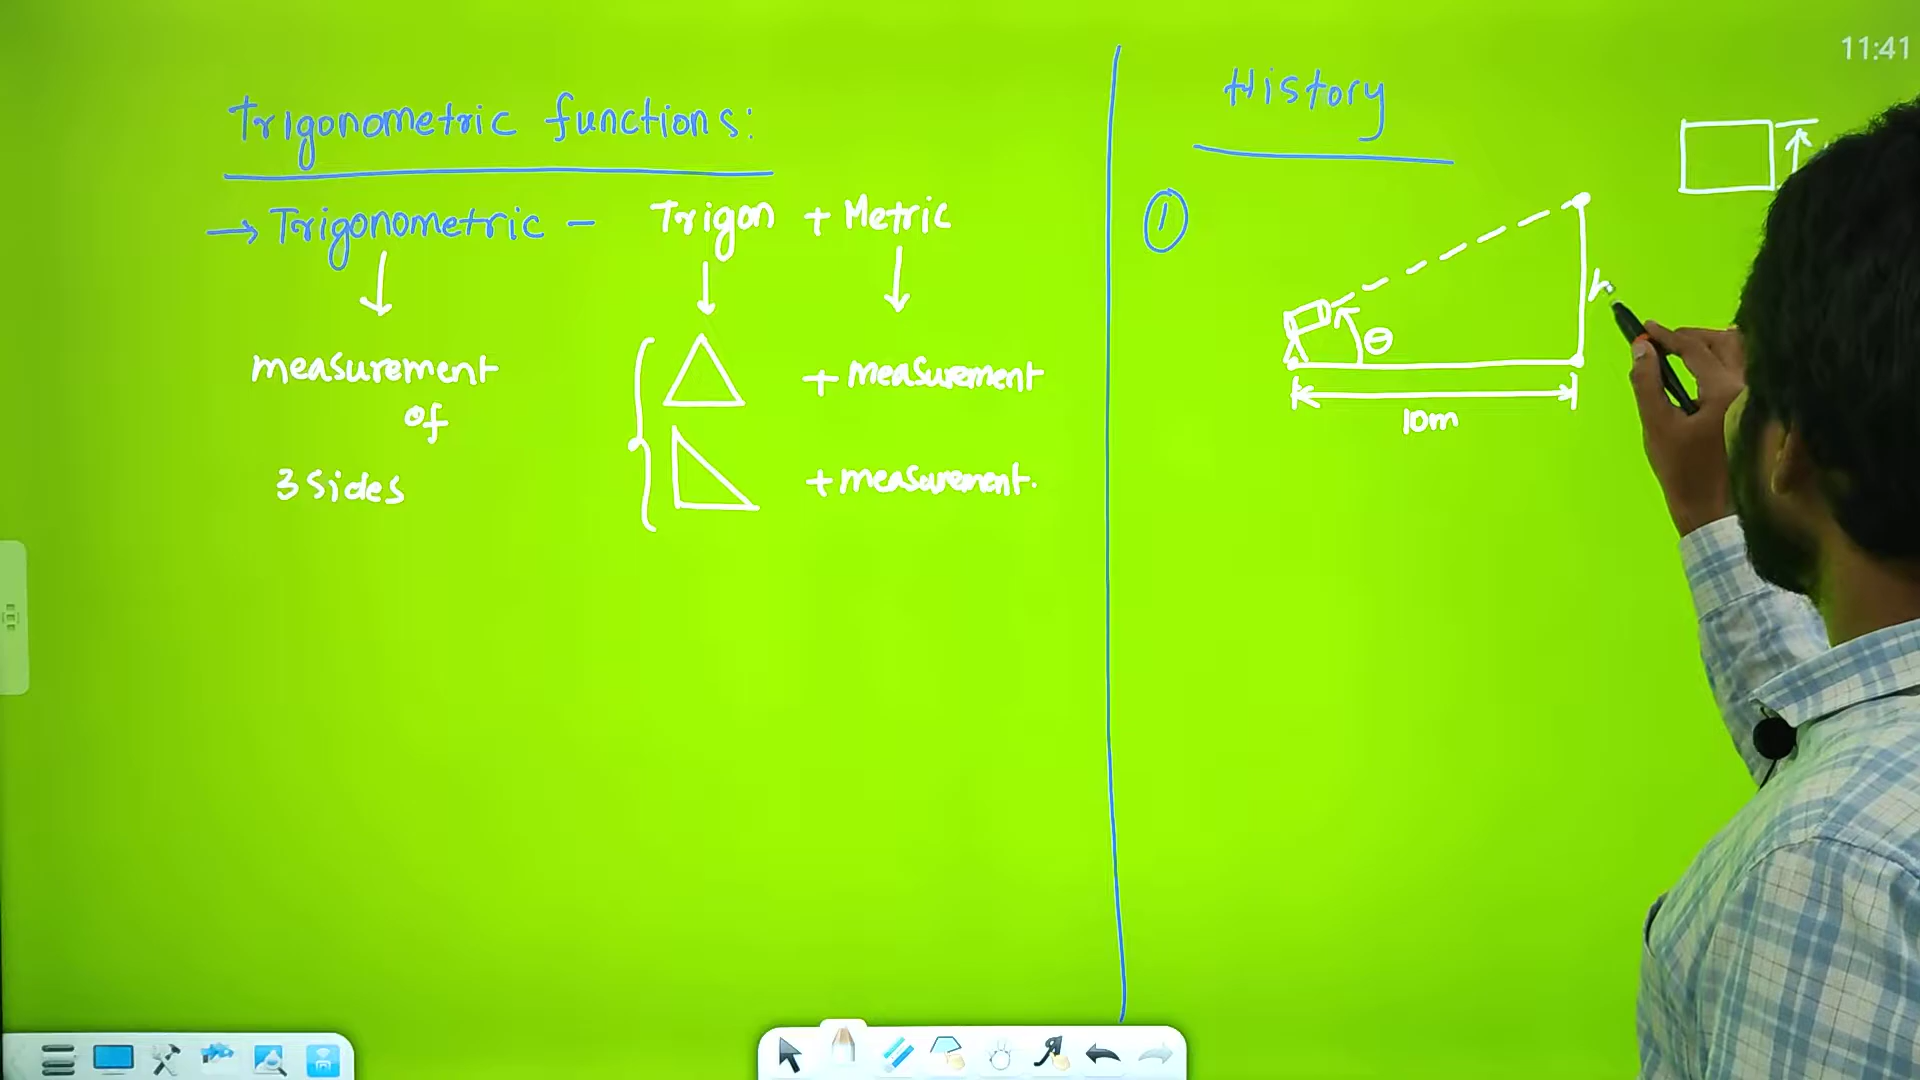 Trigonometric functions:
→ Trigonometric - Trigon + Metric
measurement
of
3 Sides
+ measurement
+ measurement.
History
①
θ
h
10m
11:41